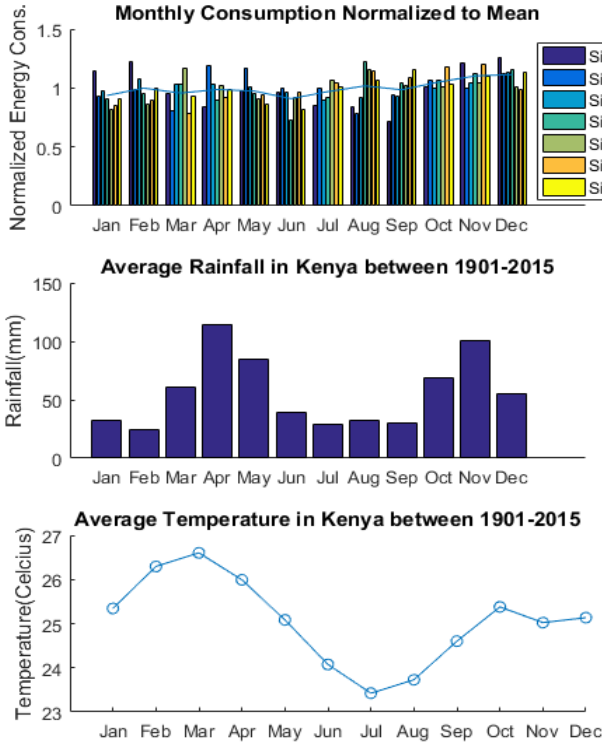 Monthly Consumption Normalized to Mean
Normalized Energy Cons.
1.5
1
0.5
0
Jan Feb Mar Apr May Jun Jul Aug Sep Oct Nov Dec
Si
Si
Si
Si
Si
Si
Si
Average Rainfall in Kenya between 1901-2015
Rainfall(mm)
150
100
50
0
Jan Feb Mar Apr May Jun Jul Aug Sep Oct Nov Dec
Average Temperature in Kenya between 1901-2015
Temperature(Celcius)
27
26
25
24
23
Jan Feb Mar Apr May Jun Jul Aug Sep Oct Nov Dec